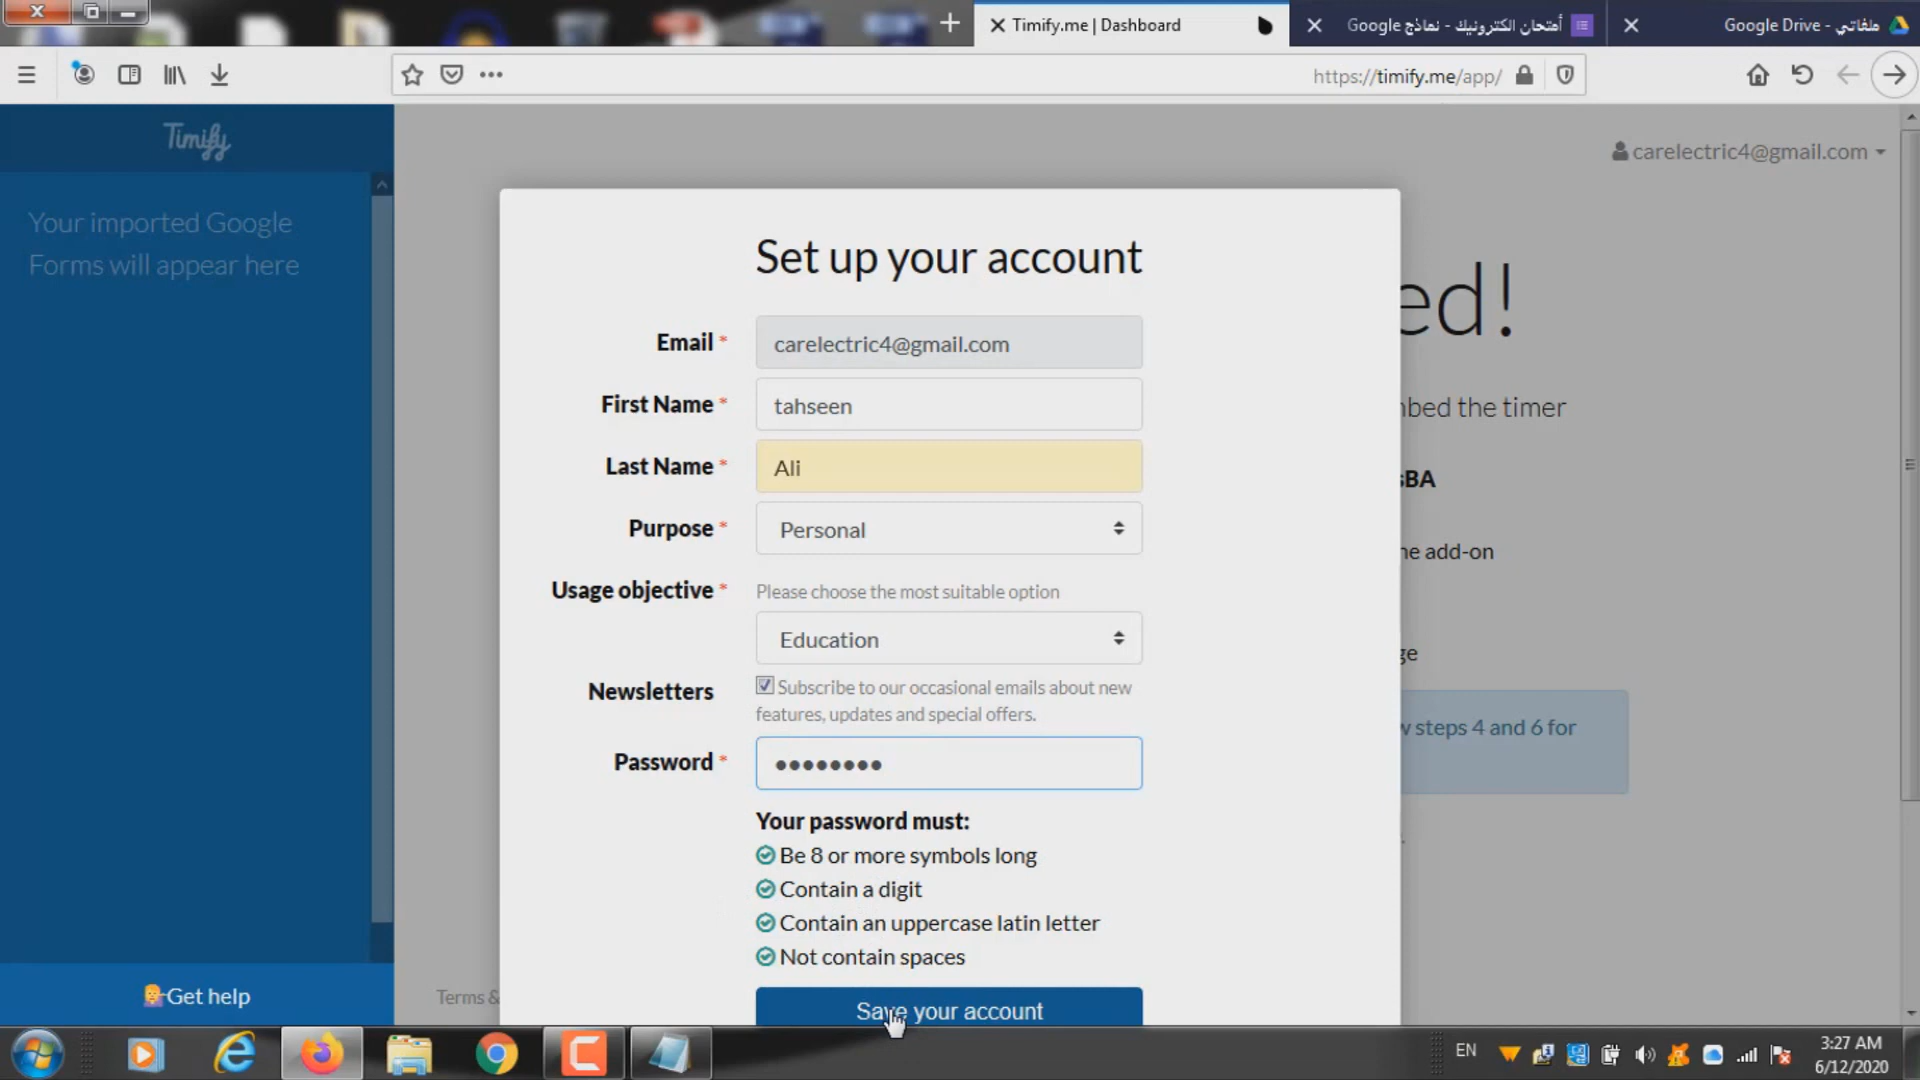 Timify.me | Dashboard
أمتحان الكترونيك - نماذج Google
ملفاتي - Google Drive
https://timify.me/app/
Timify
carelectric4@gmail.com
Your imported Google
Forms will appear here
Set up your account
ed!
Email *
carelectric4@gmail.com
First Name *
tahseen
mbed the timer
Last Name *
Ali
sBA
Purpose *
Personal
ne add-on
Usage objective *
Please choose the most suitable option
Education
ge
Newsletters
Subscribe to our occasional emails about new
features, updates and special offers.
w steps 4 and 6 for
Password *
Your password must:
Be 8 or more symbols long
Contain a digit
Contain an uppercase latin letter
Not contain spaces
Get help
Terms &
Save your account
EN
3:27 AM
6/12/2020